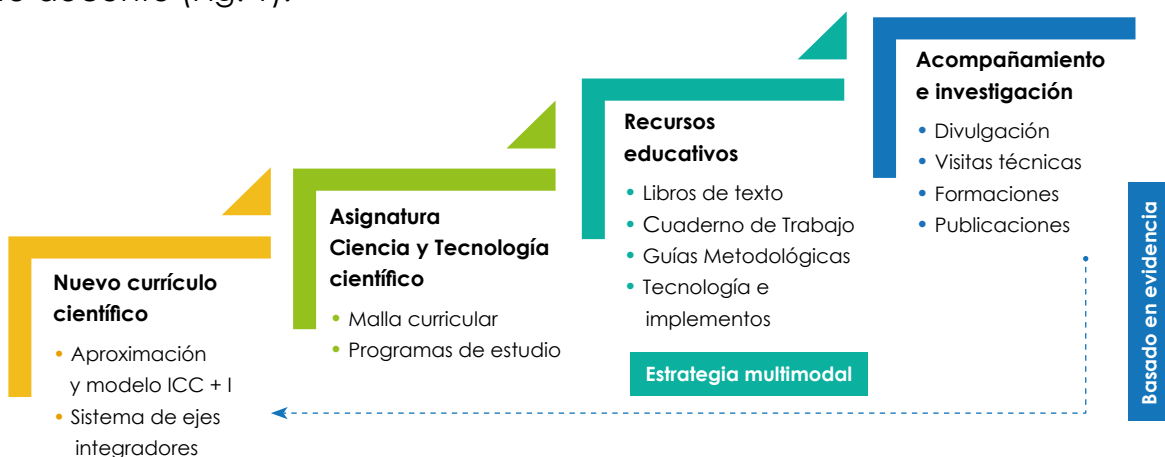 Nuevo currículo
científico
• Aproximación
y modelo ICC + I
• Sistema de ejes
integradores
Asignatura
Ciencia y Tecnología
científico
• Malla curricular
• Programas de estudio
Recursos
educativos
• Libros de texto
• Cuaderno de Trabajo
• Guías Metodológicas
• Tecnología e
implementos
Estrategia multimodal
Acompañamiento
e investigación
• Divulgación
• Visitas técnicas
• Formaciones
• Publicaciones
Basado en evidencia